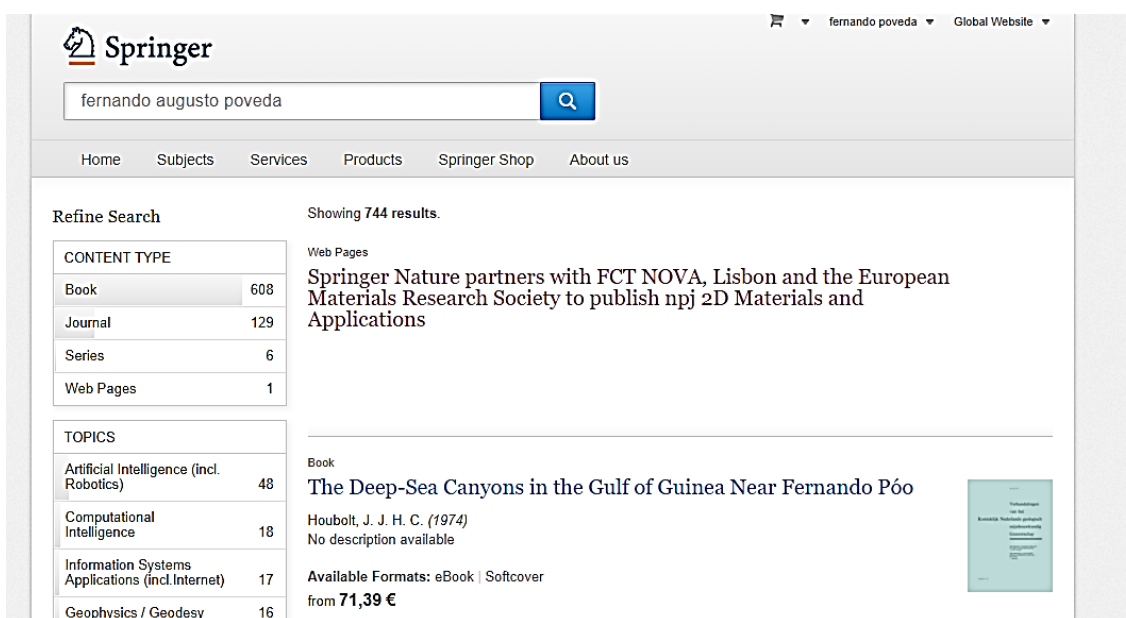 fernando poveda
Global Website
Springer
fernando augusto poveda
Home Subjects Services Products Springer Shop About us
Refine Search
CONTENT TYPE
Book 608
Journal 129
Series 6
Web Pages 1
TOPICS
Artificial Intelligence (incl.
Robotics) 48
Computational
Intelligence 18
Information Systems
Applications (incl.Internet) 17
Geophysics / Geodesy 16
Showing 744 results.
Web Pages
Springer Nature partners with FCT NOVA, Lisbon and the European
Materials Research Society to publish npj 2D Materials and
Applications
Book
The Deep-Sea Canyons in the Gulf of Guinea Near Fernando Póo
Houbolt, J. J. H. C. (1974)
No description available
Available Formats: eBook | Softcover
from 71,39 €